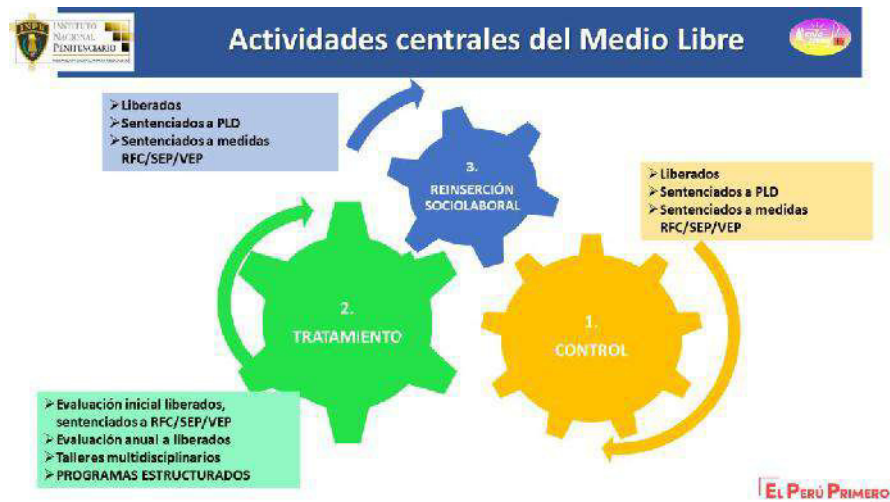 INPE
INSTITUTO
NACIONAL
PENITENCIARIO
Actividades centrales del Medio Libre
➢Liberados
➢Sentenciados a PLD
➢Sentenciados a medidas
RFC/SEP/VEP
3.
REINSERCIÓN
SOCIOLABORAL
➢Liberados
➢Sentenciados a PLD
➢Sentenciados a medidas
RFC/SEP/VEP
2.
TRATAMIENTO
1.
CONTROL
➢Evaluación inicial liberados,
sentenciados a RFC/SEP/VEP
➢Evaluación anual a liberados
➢Talleres multidisciplinarios
➢PROGRAMAS ESTRUCTURADOS
EL PERÚ PRIMERO